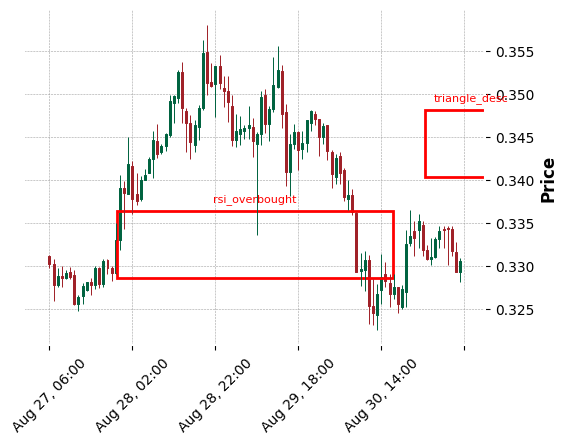 0.355
0.350
triangle_desc
0.345
0.340
Price
rsi_overbought
0.335
0.330
0.325
Aug 27, 06:00
Aug 28, 02:00
Aug 28, 22:00
Aug 29, 18:00
Aug 30, 14:00